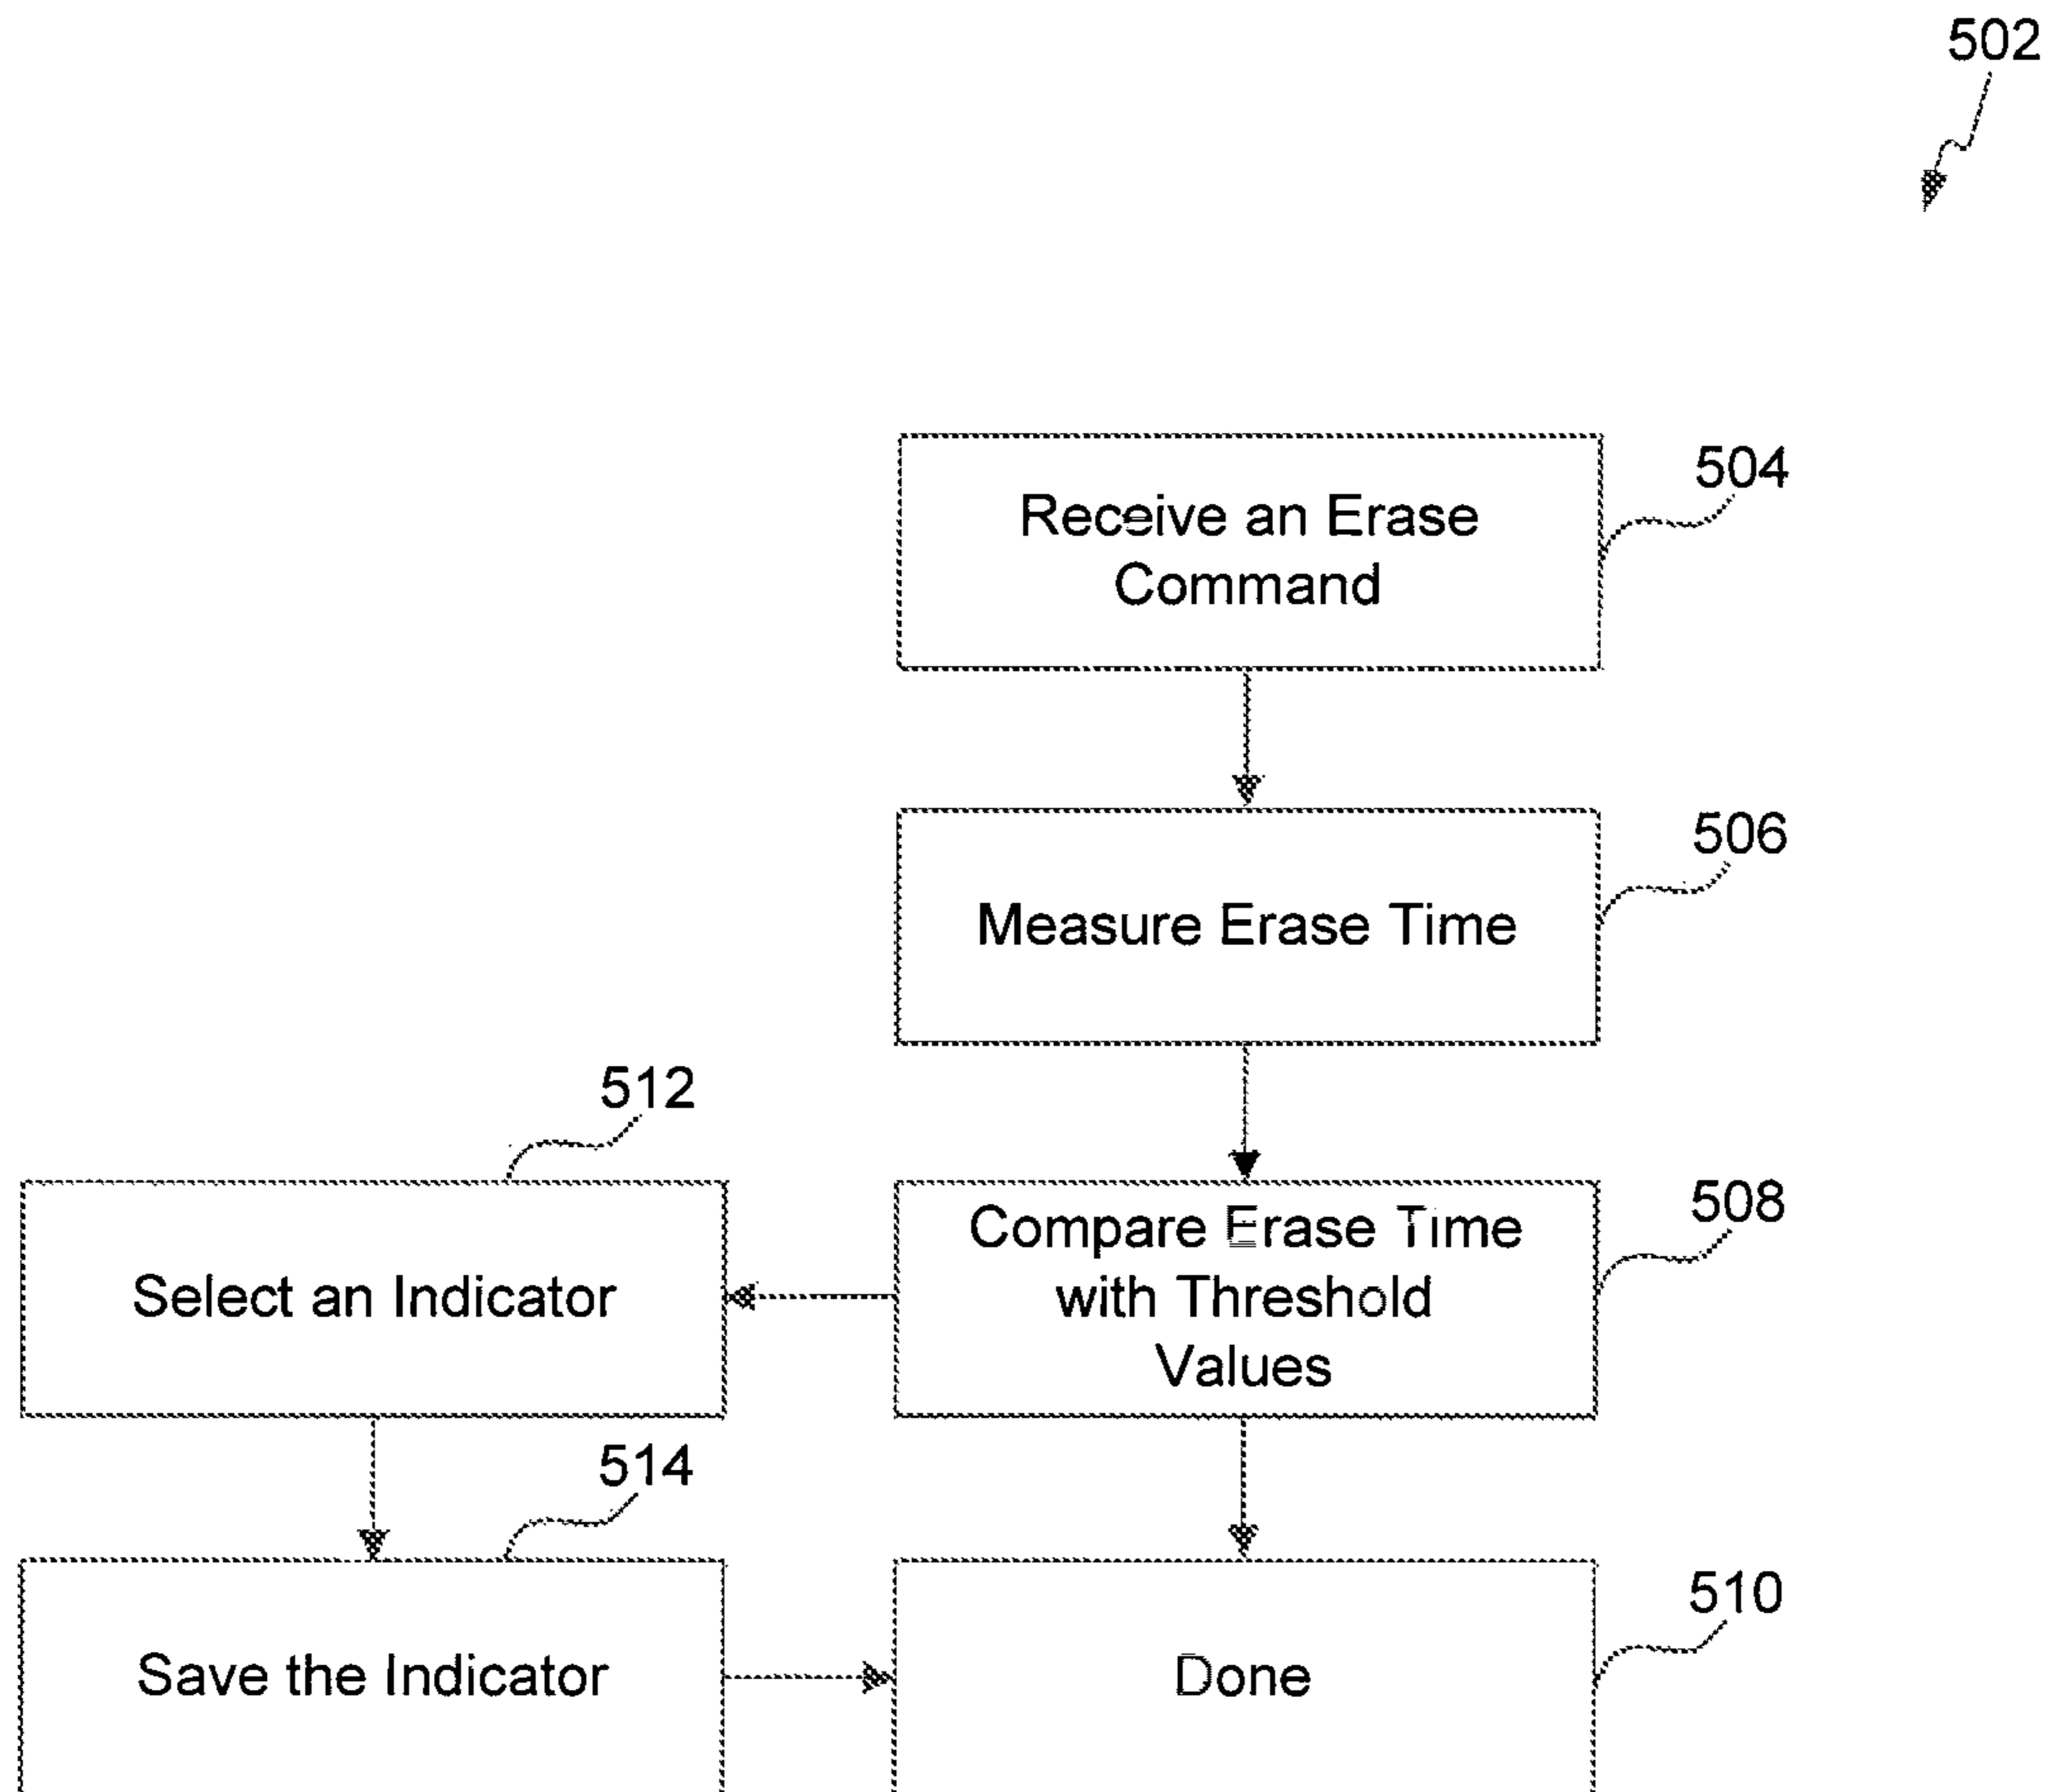 502
Receive an Erase
Command
504
Measure Erase Time
506
512
Select an Indicator
Compare Erase Time
with Threshold
Values
508
514
Save the Indicator
Done
510